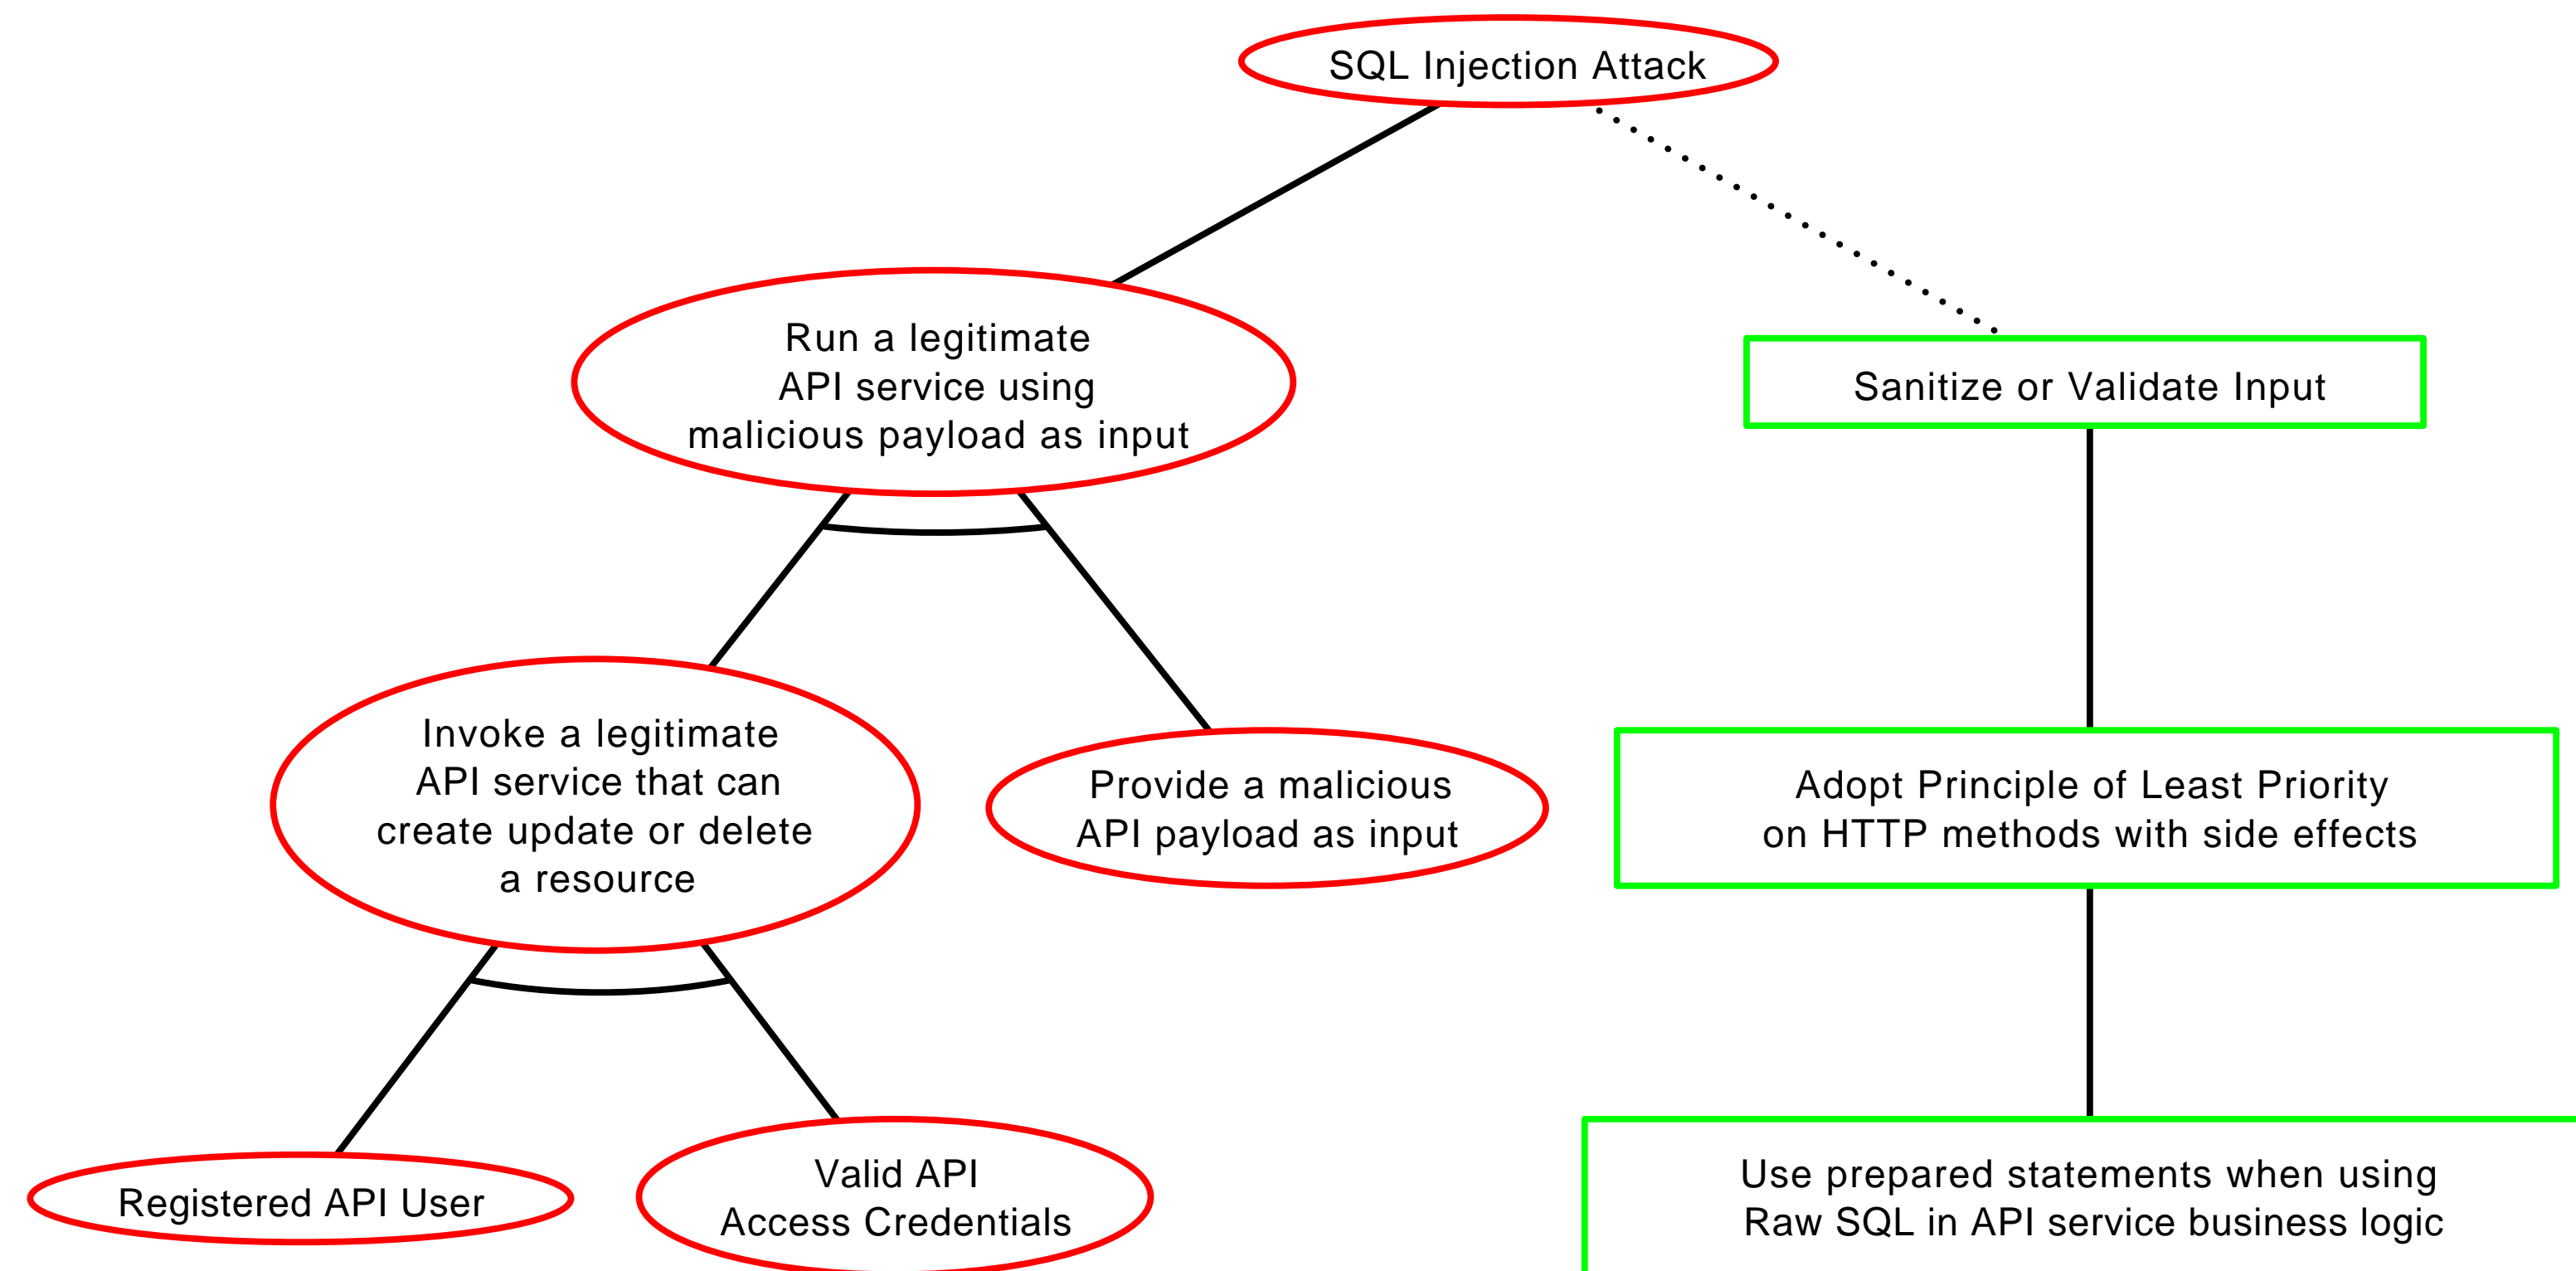 SQL Injection Attack
Run a legitimate
API service using
malicious payload as input
Sanitize or Validate Input
Invoke a legitimate
API service that can
create update or delete
a resource
Provide a malicious
API payload as input
Adopt Principle of Least Priority
on HTTP methods with side effects
Registered API User
Valid API
Access Credentials
Use prepared statements when using
Raw SQL in API service business logic